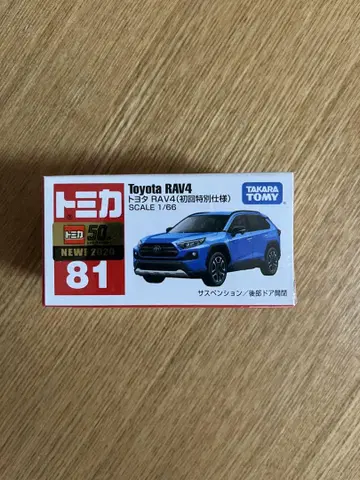 トミカ
トミカ 50th
NEW! 2020
81
Toyota RAV4
トヨタ RAV4(初回特別仕様)
SCALE 1/66
TAKARA
TOMY
サスペンション/後部ドア開閉